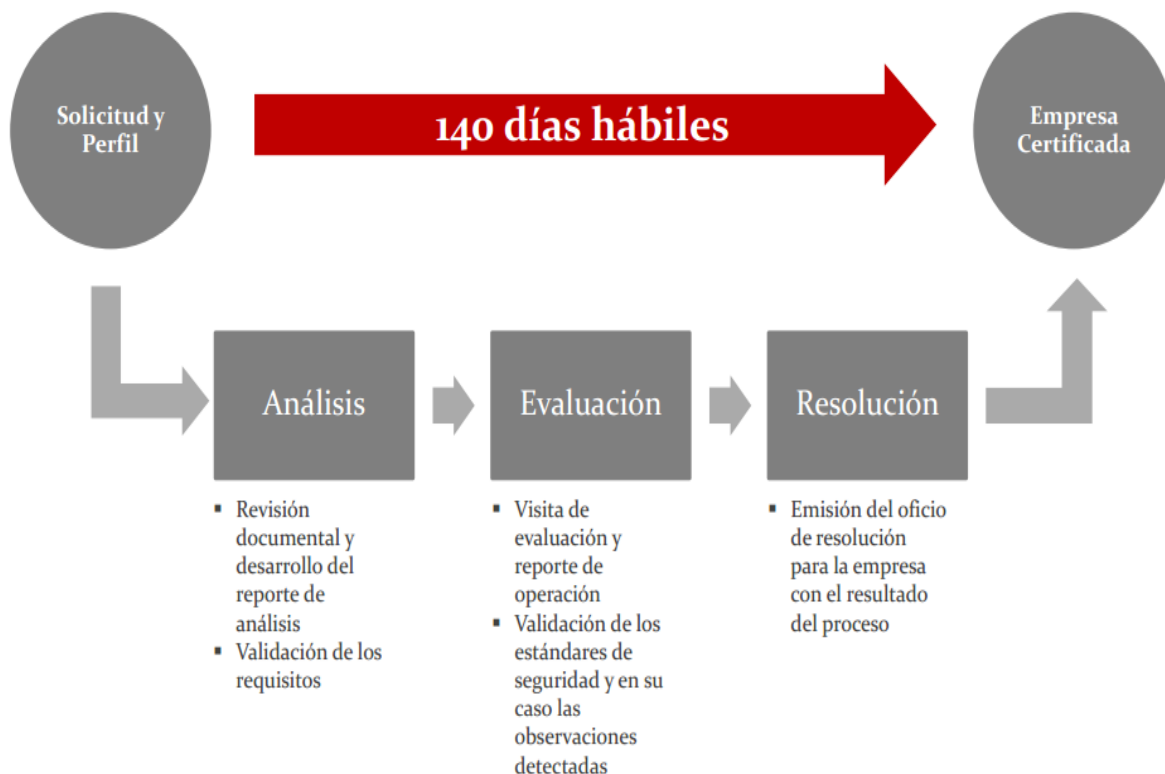 Solicitud y
Perfil
140 días hábiles
Empresa
Certificada
Análisis
Evaluación
Resolución
▪ Revisión
documental y
desarrollo del
reporte de
análisis
▪ Validación de los
requisitos
▪ Visita de
evaluación y
reporte de
operación
▪ Validación de los
estándares de
seguridad y en su
caso las
observaciones
detectadas
▪ Emisión del oficio
de resolución
para la empresa
con el resultado
del proceso